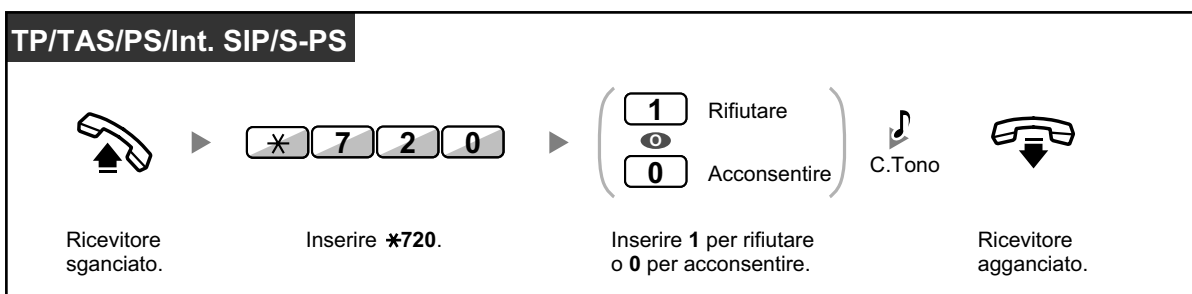 TP/TAS/PS/Int. SIP/S-PS
1 Rifiutare
* 7 2 0
o
0 Acconsentire
C.Tono
Ricevitore
sganciato.
Inserire *720.
Inserire 1 per rifiutare
o 0 per acconsentire.
Ricevitore
agganciato.